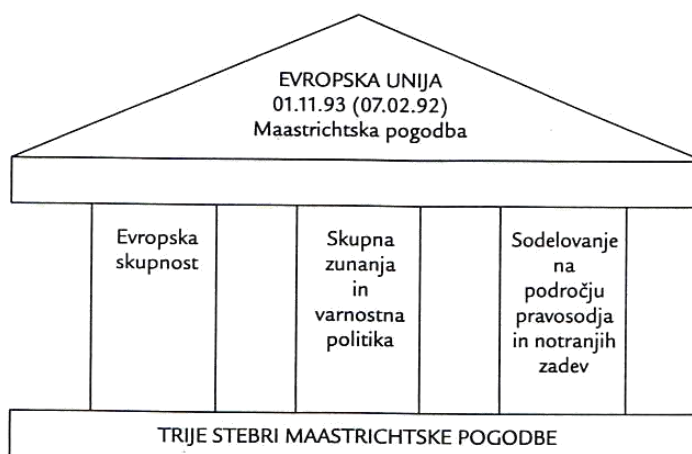 EVROPSKA UNIJA
01.11.93 (07.02.92)
Maastrichtska pogodba
Evropska
skupnost
Skupna
zunanja
in
varnostna
politika
Sodelovanje
na
področju
pravosodja
in notranjih
zadev
TRIJE STEBRI MAASTRICHTSKE POGODBE